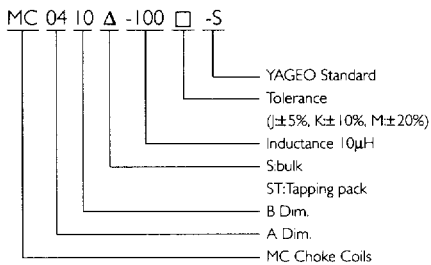 MC 04 10 Δ -100 □ -S
YAGEO Standard
Tolerance
(J:±5%, K:±10%, M:±20%)
Inductance 10μH
S:bulk
ST:Tapping pack
B Dim.
A Dim.
MC Choke Coils